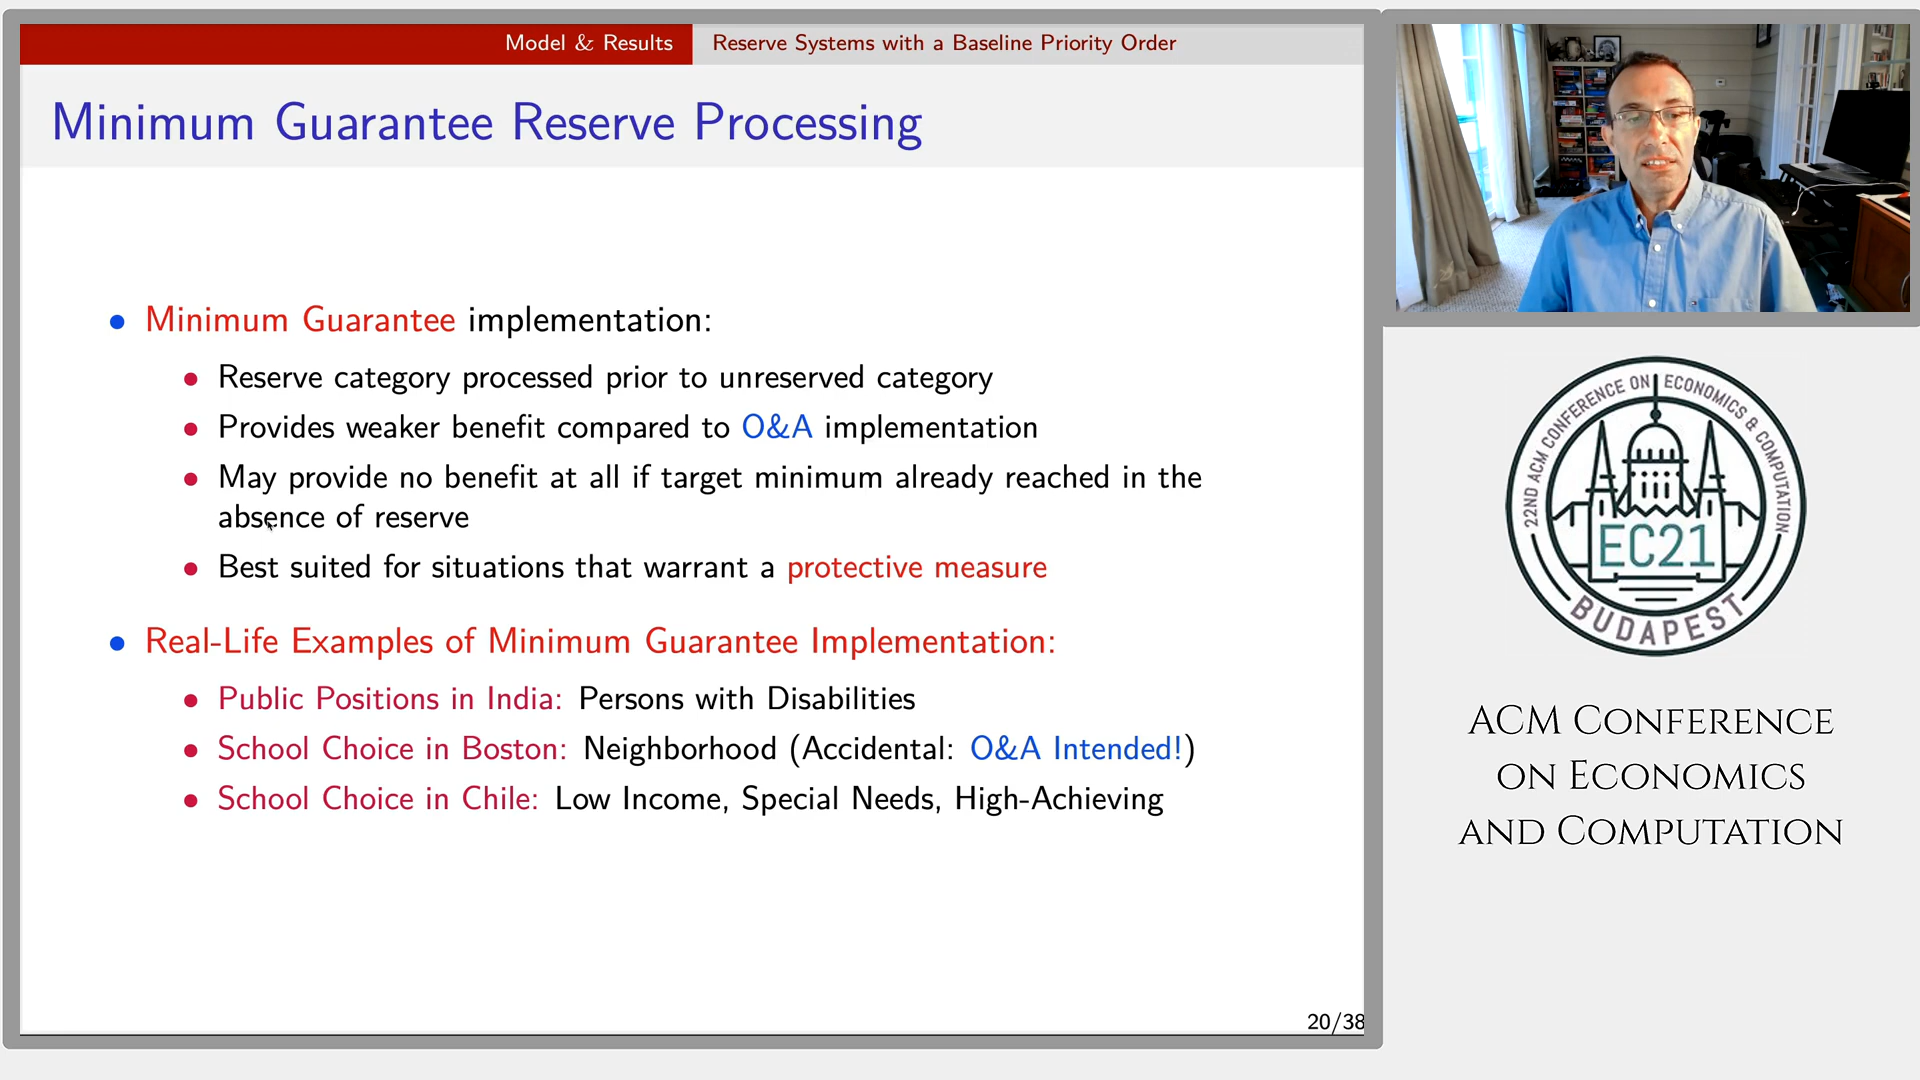 Model & Results
Reserve Systems with a Baseline Priority Order
Minimum Guarantee Reserve Processing
• Minimum Guarantee implementation:
• Reserve category processed prior to unreserved category
• Provides weaker benefit compared to O&A implementation
• May provide no benefit at all if target minimum already reached in the
absence of reserve
• Best suited for situations that warrant a protective measure
• Real-Life Examples of Minimum Guarantee Implementation:
• Public Positions in India: Persons with Disabilities
• School Choice in Boston: Neighborhood (Accidental: O&A Intended!)
• School Choice in Chile: Low Income, Special Needs, High-Achieving
20/38
22ND ACM CONFERENCE ON ECONOMICS & COMPUTATION
EC21
BUDAPEST
ACM CONFERENCE
ON ECONOMICS
AND COMPUTATION